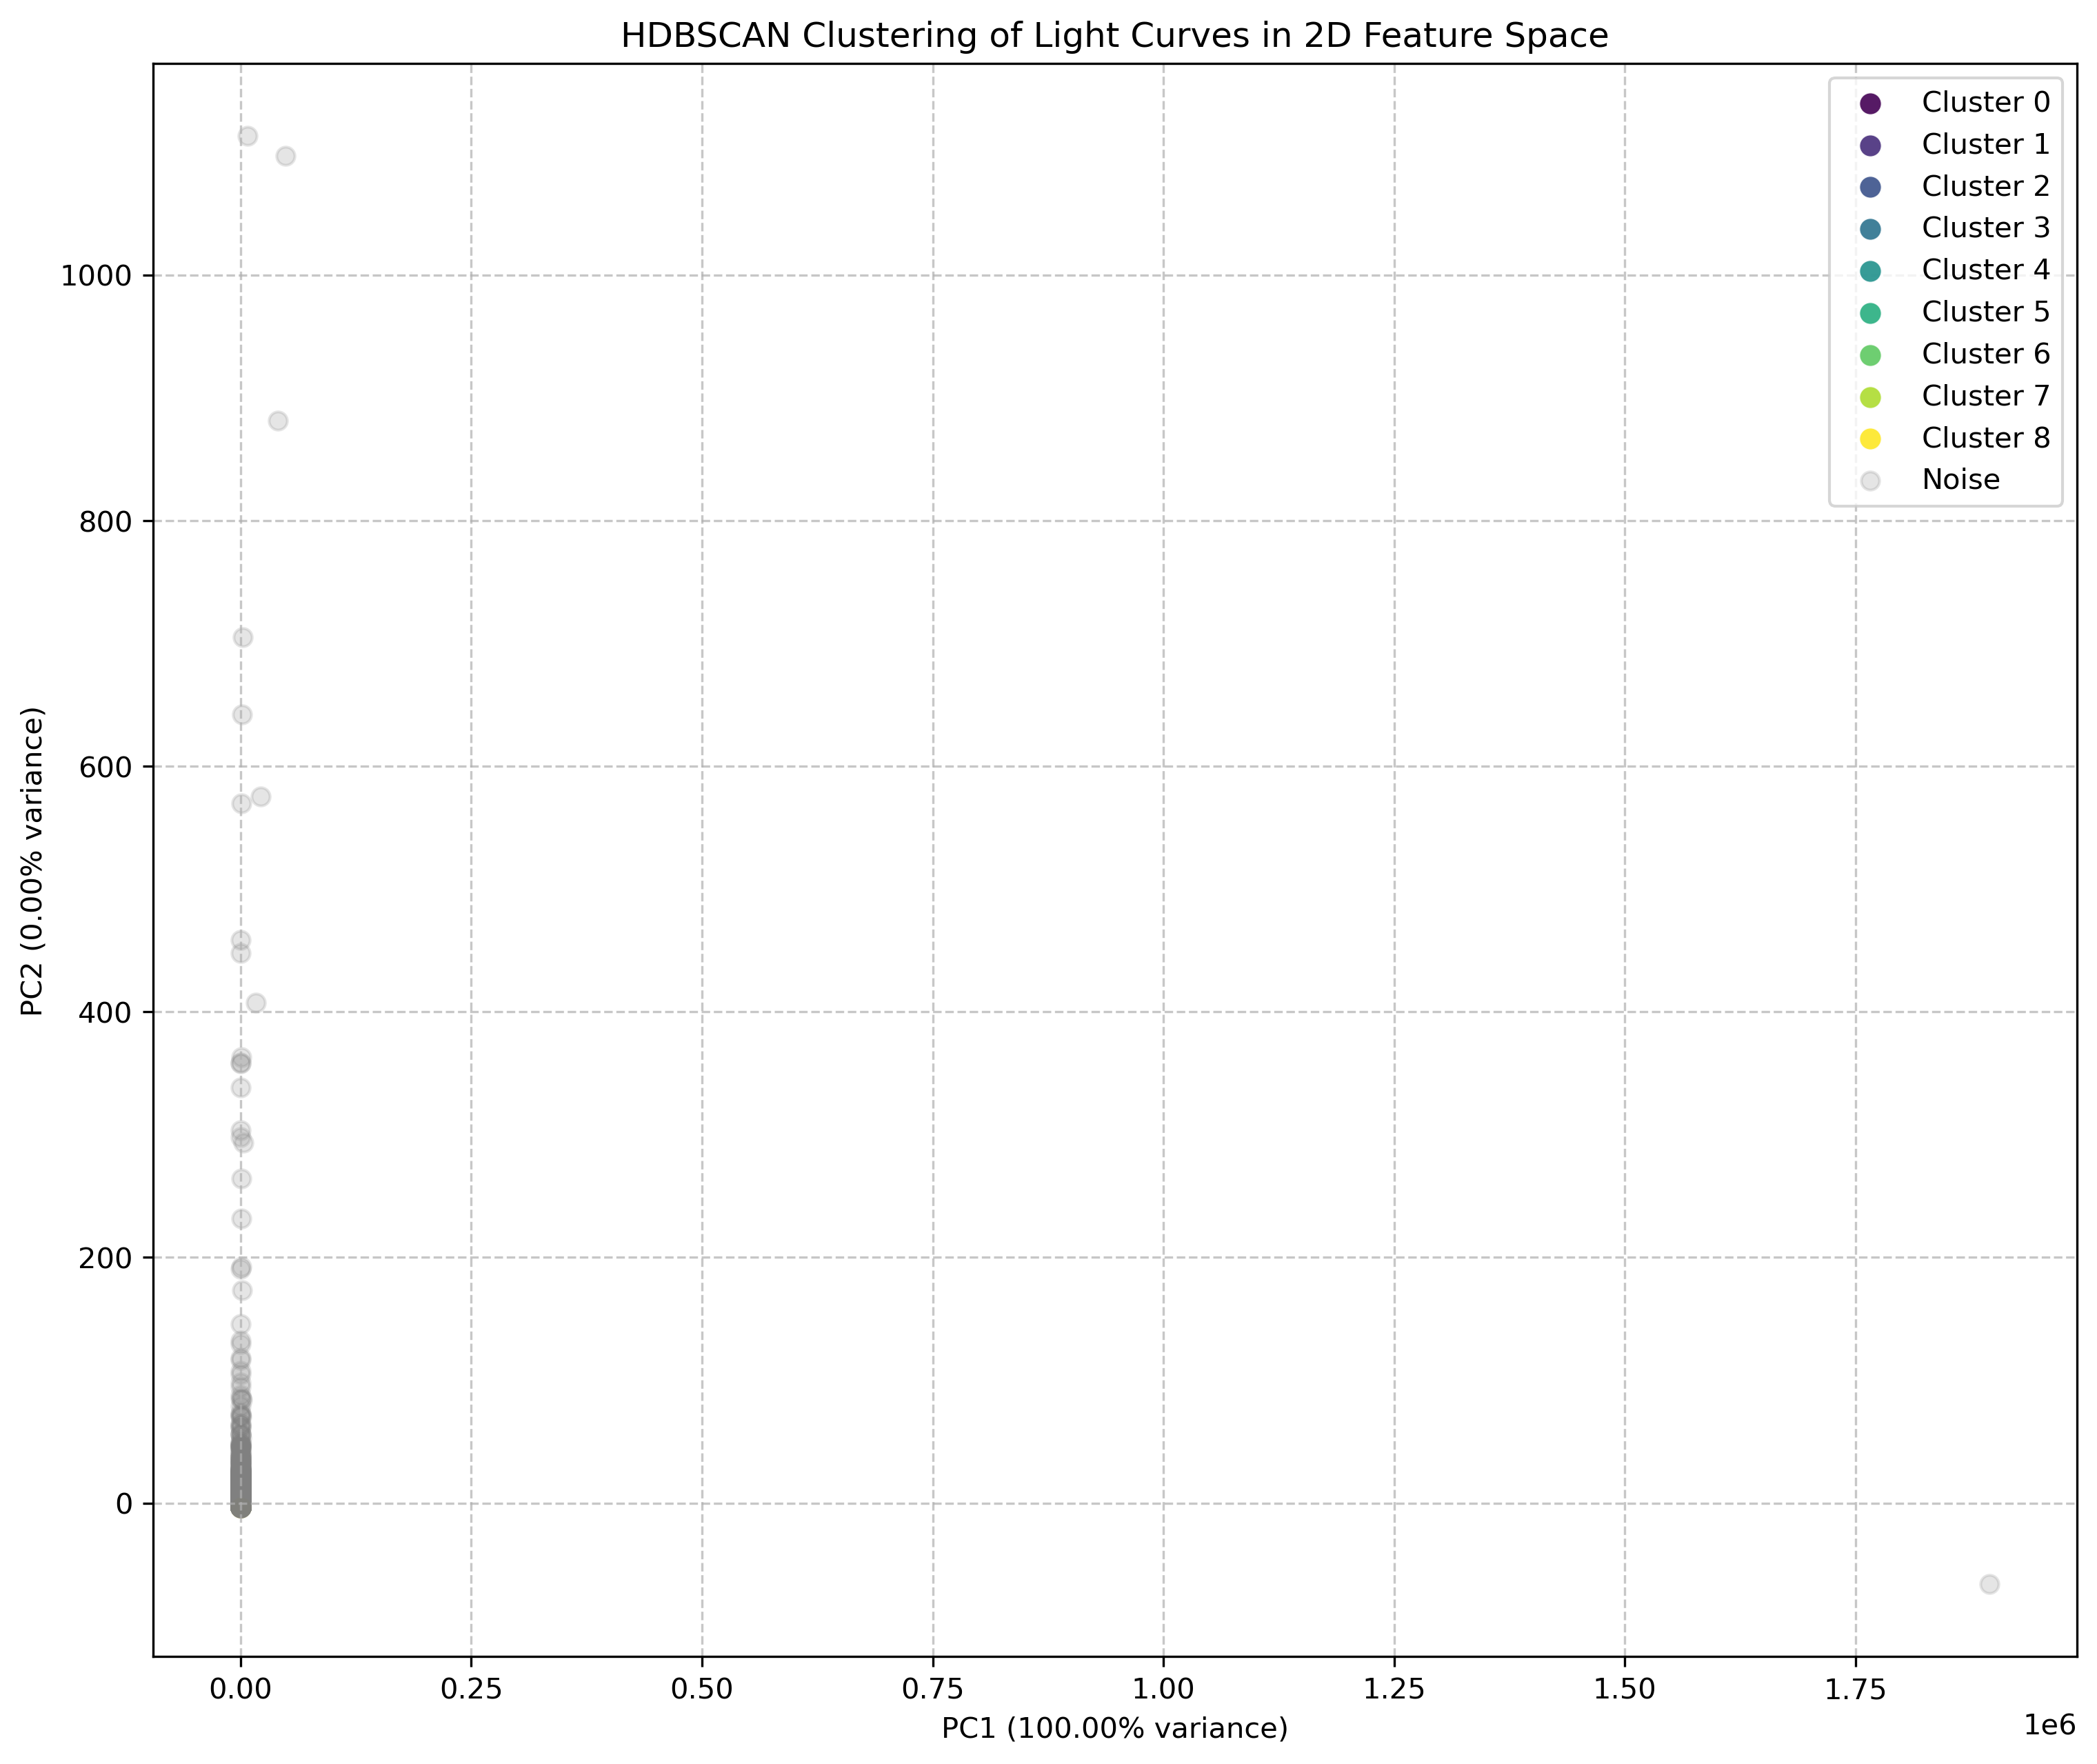 HDBSCAN Clustering of Light Curves in 2D Feature Space
Cluster 0
Cluster 1
Cluster 2
Cluster 3
Cluster 4
Cluster 5
Cluster 6
Cluster 7
Cluster 8
Noise
PC2 (0.00% variance)
1000
800
600
400
200
0
0.00 0.25 0.50 0.75 1.00 1.25 1.50 1.75
1e6
PC1 (100.00% variance)